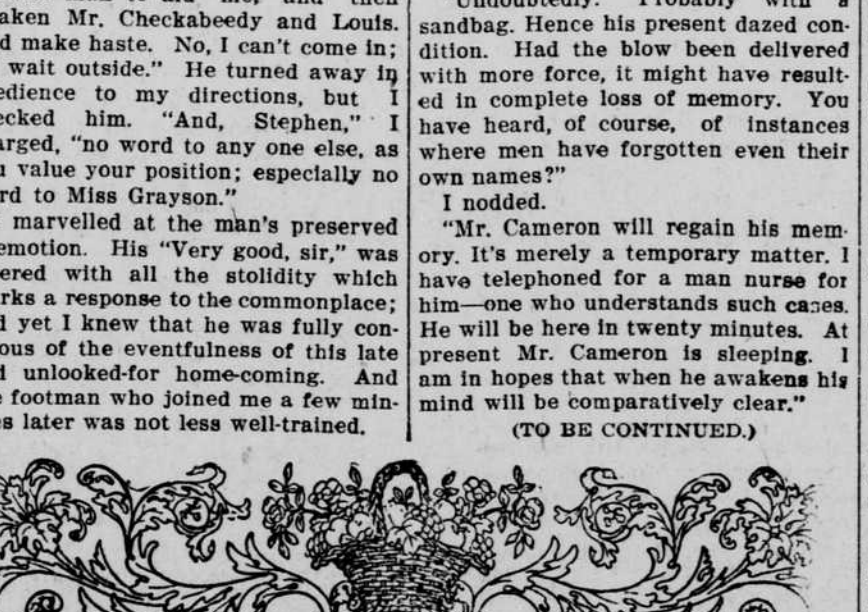 aken Mr. Checkabeedy and Louis.
d make haste. No, I can't come in;
wait outside." He turned away in
edience to my directions, but I
ecked him. "And, Stephen," I
arged, "no word to any one else, as
u value your position; especially no
rd to Miss Grayson."
marvelled at the man's preserved
emotion. His "Very good, sir," was
ered with all the stolidity which
rks a response to the commonplace;
d yet I knew that he was fully con-
ous of the eventfulness of this late
d unlooked-for home-coming. And
e footman who joined me a few min-
es later was not less well-trained.
sandbag. Hence his present dazed con-
dition. Had the blow been delivered
with more force, it might have result-
ed in complete loss of memory. You
have heard, of course, of instances
where men have forgotten even their
own names?"
I nodded.
"Mr. Cameron will regain his mem-
ory. It's merely a temporary matter. I
have telephoned for a man nurse for
him—one who understands such cases.
He will be here in twenty minutes. At
present Mr. Cameron is sleeping. I
am in hopes that when he awakens his
mind will be comparatively clear."
(TO BE CONTINUED.)